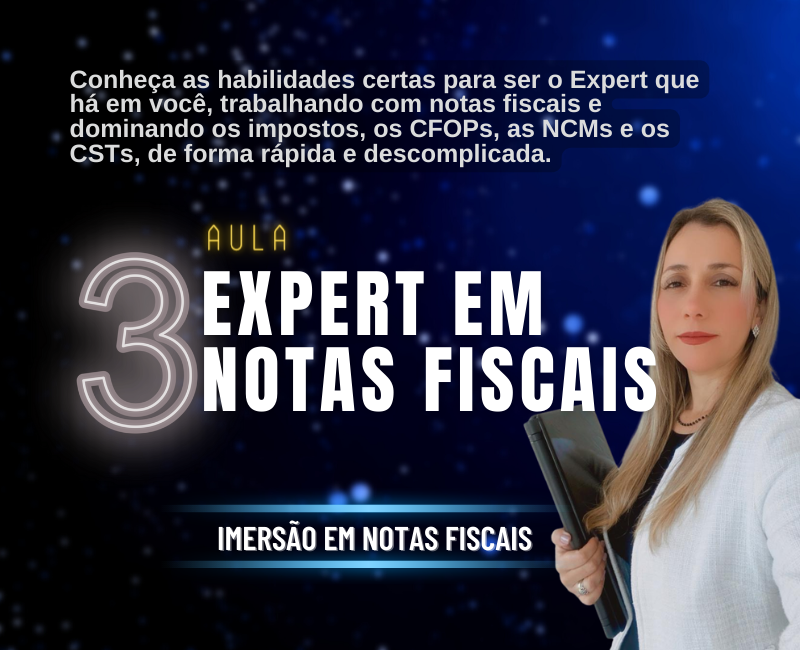 Conheça as habilidades certas para ser o Expert que
há em você, trabalhando com notas fiscais e
dominando os impostos, os CFOPs, as NCMs e os
CSTs, de forma rápida e descomplicada.
AULA
3
EXPERT EM
NOTAS FISCAIS
IMERSÃO EM NOTAS FISCAIS